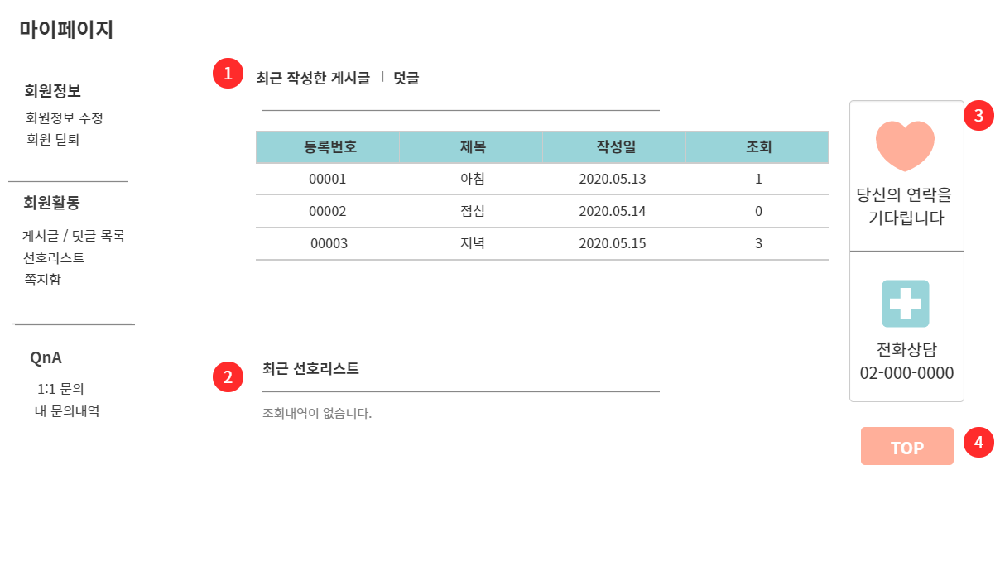 마이페이지
회원정보
회원정보 수정
회원 탈퇴
회원활동
게시글 / 덧글 목록
선호리스트
쪽지함
QnA
1:1 문의
내 문의내역
1
최근 작성한 게시글 | 덧글
등록번호 제목 작성일 조회
00001 아침 2020.05.13 1
00002 점심 2020.05.14 0
00003 저녁 2020.05.15 3
2
최근 선호리스트
조회내역이 없습니다.
3
당신의 연락을
기다립니다
전화상담
02-000-0000
TOP
4